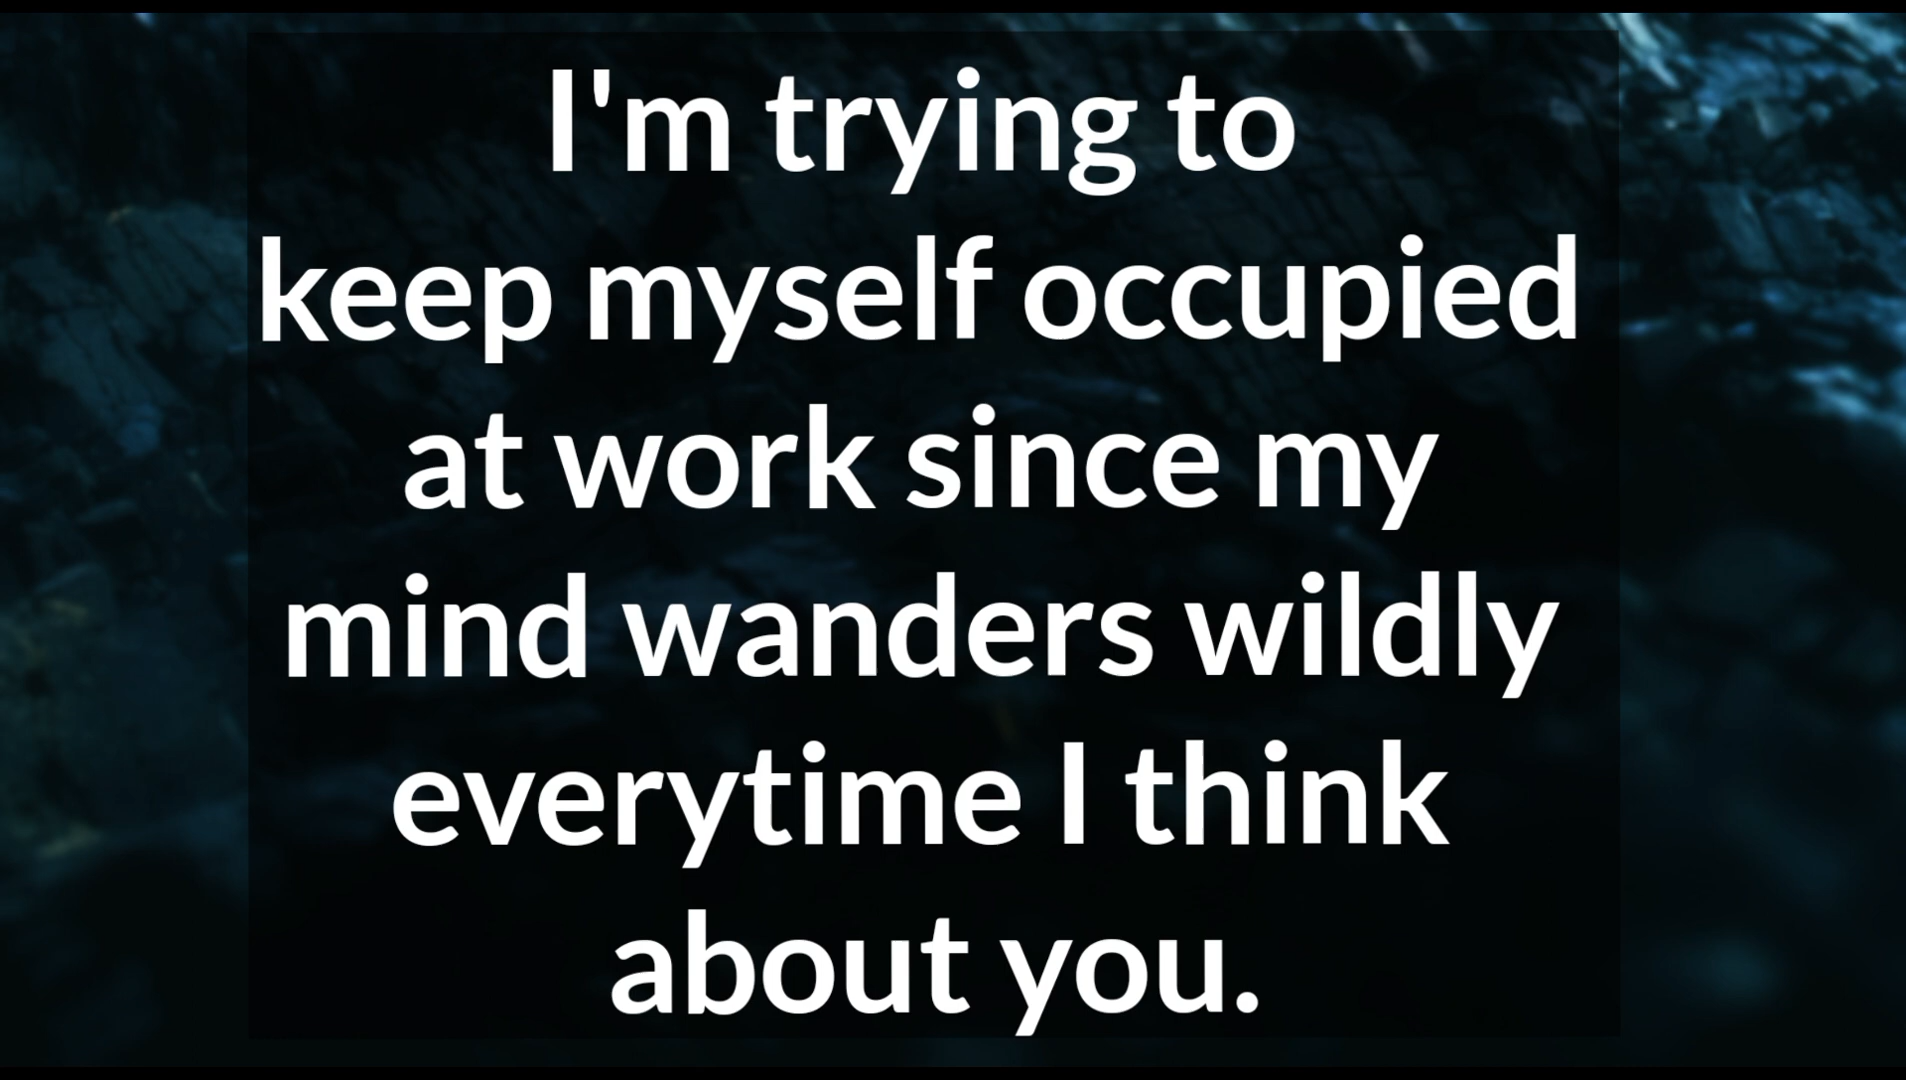 I'm trying to
keep myself occupied
at work since my
mind wanders wildly
everytime I think
about you.